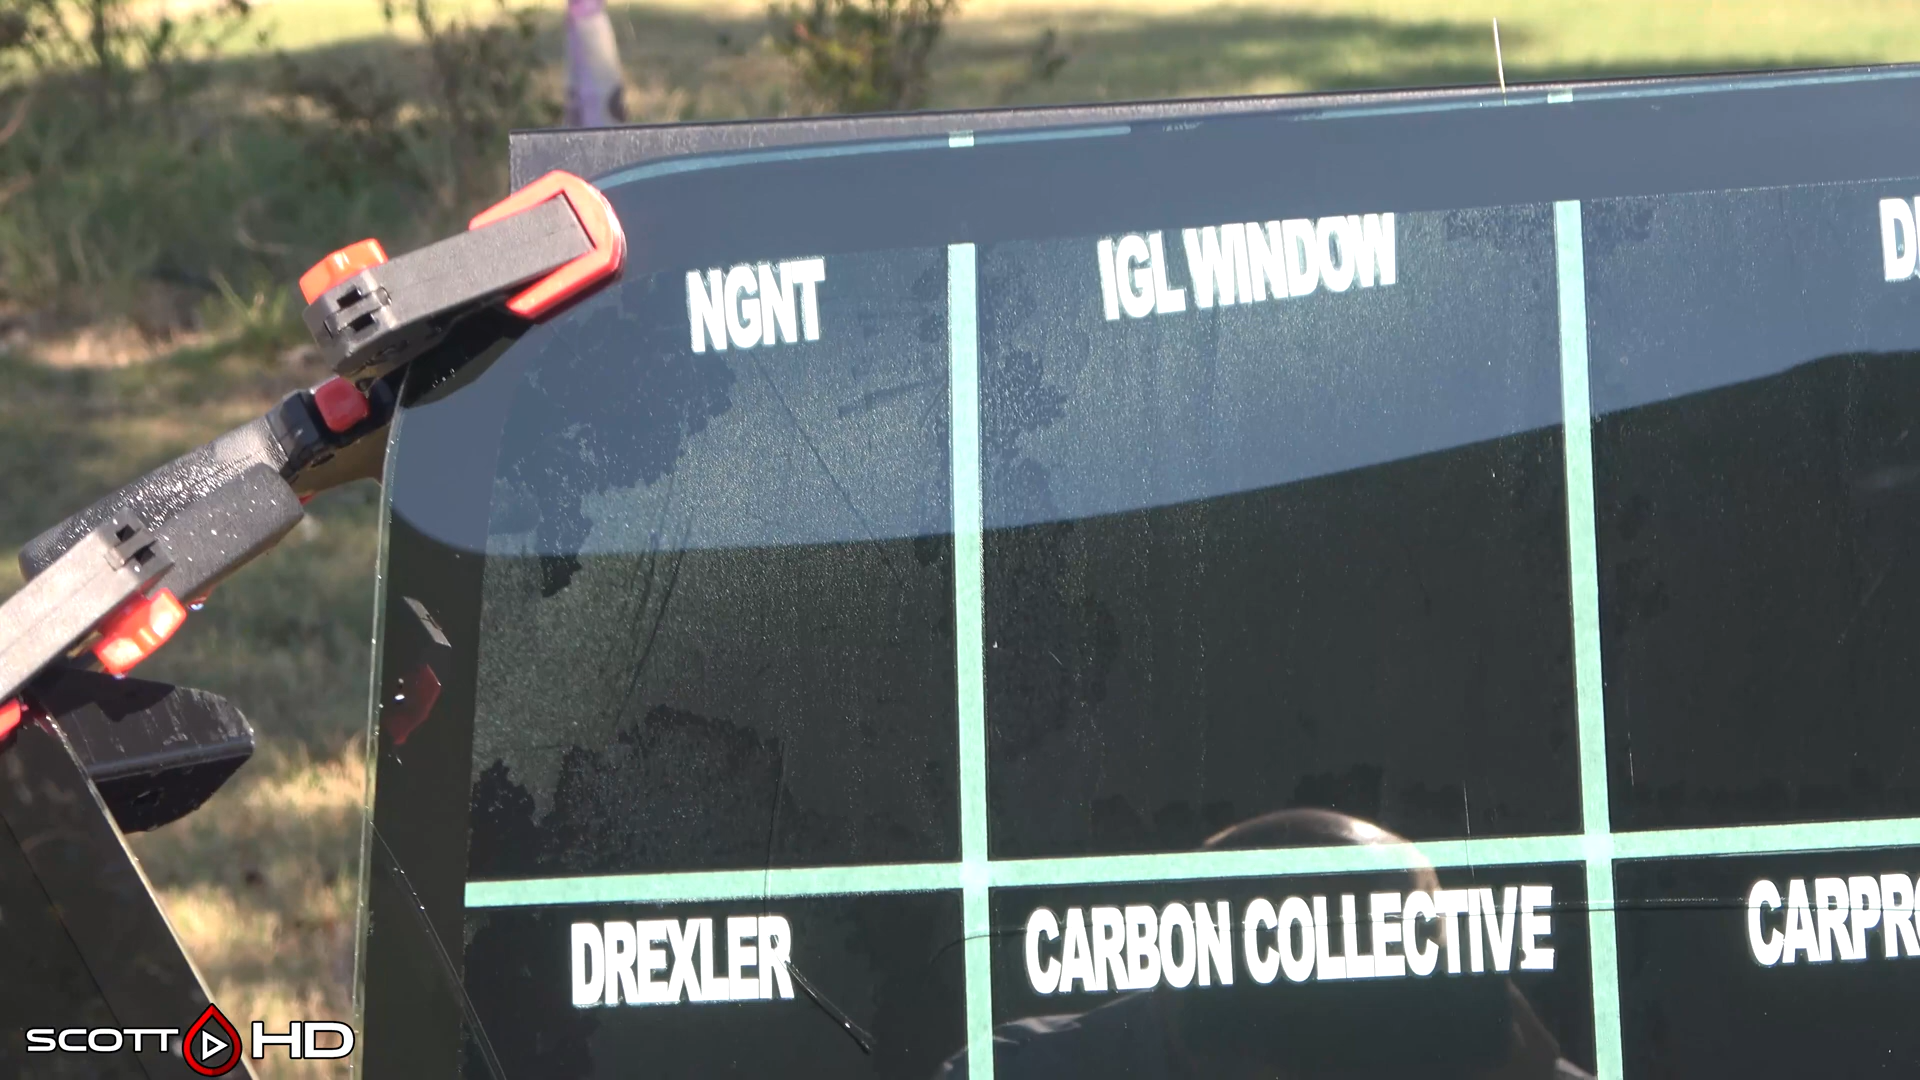 NGNT
IGL WINDOW
DREXLER
CARBON COLLECTIVE
SCOTT HD